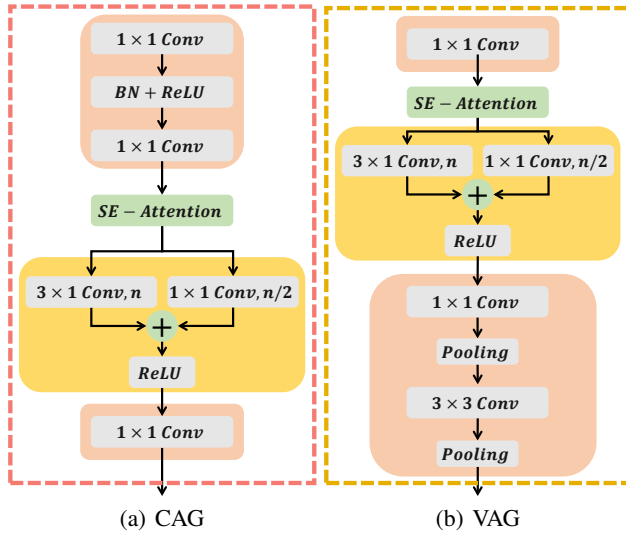 1 × 1 Conv
BN + ReLU
1 × 1 Conv
SE − Attention
3 × 1 Conv, n
1 × 1 Conv, n/2
+
ReLU
1 × 1 Conv
(a) CAG
1 × 1 Conv
SE − Attention
3 × 1 Conv, n
1 × 1 Conv, n/2
+
ReLU
1 × 1 Conv
Pooling
3 × 3 Conv
Pooling
(b) VAG